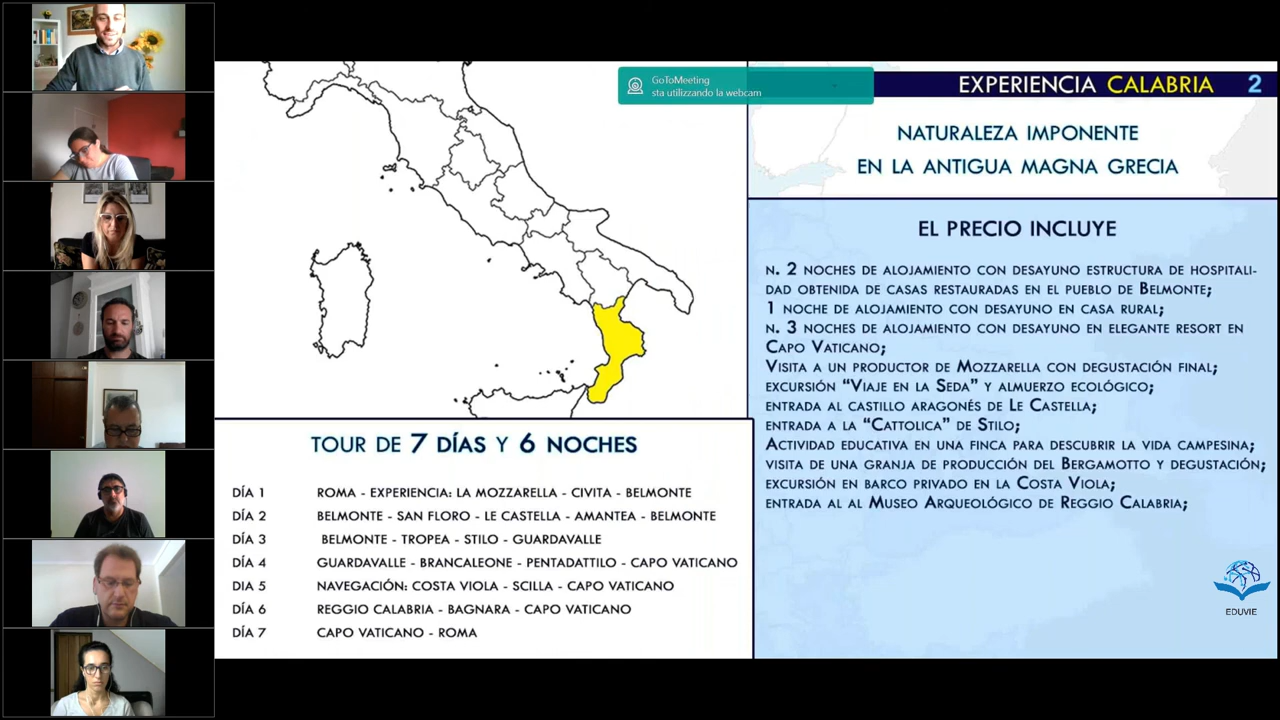 GoToMeeting
sta utilizzando la webcam
EXPERIENCIA CALABRIA 2
NATURALEZA IMPONENTE
EN LA ANTIGUA MAGNA GRECIA
EL PRECIO INCLUYE
N. 2 NOCHES DE ALOJAMIENTO CON DESAYUNO ESTRUCTURA DE HOSPITALI-
DAD OBTENIDA DE CASAS RESTAURADAS EN EL PUEBLO DE BELMONTE;
1 NOCHE DE ALOJAMIENTO CON DESAYUNO EN CASA RURAL;
N. 3 NOCHES DE ALOJAMIENTO CON DESAYUNO EN ELEGANTE RESORT EN
CAPO VATICANO;
VISITA A UN PRODUCTOR DE MOZZARELLA CON DEGUSTACIÓN FINAL;
EXCURSIÓN “VIAJE EN LA SEDA” Y ALMUERZO ECOLÓGICO;
ENTRADA AL CASTILLO ARAGONÉS DE LE CASTELLA;
ENTRADA A LA “CATTOLICA” DE STILO;
ACTIVIDAD EDUCATIVA EN UNA FINCA PARA DESCUBRIR LA VIDA CAMPESINA;
VISITA DE UNA GRANJA DE PRODUCCIÓN DEL BERGAMOTTO Y DEGUSTACIÓN;
EXCURSIÓN EN BARCO PRIVADO EN LA COSTA VIOLA;
ENTRADA AL AL MUSEO ARQUEOLÓGICO DE REGGIO CALABRIA;
EDUVIE
TOUR DE 7 DÍAS Y 6 NOCHES
DÍA 1 ROMA - EXPERIENCIA: LA MOZZARELLA - CIVITA - BELMONTE
DÍA 2 BELMONTE - SAN FLORO - LE CASTELLA - AMANTEA - BELMONTE
DÍA 3 BELMONTE - TROPEA - STILO - GUARDAVALLE
DÍA 4 GUARDAVALLE - BRANCALEONE - PENTADATTILO - CAPO VATICANO
DIA 5 NAVEGACIÓN: COSTA VIOLA - SCILLA - CAPO VATICANO
DÍA 6 REGGIO CALABRIA - BAGNARA - CAPO VATICANO
DÍA 7 CAPO VATICANO - ROMA